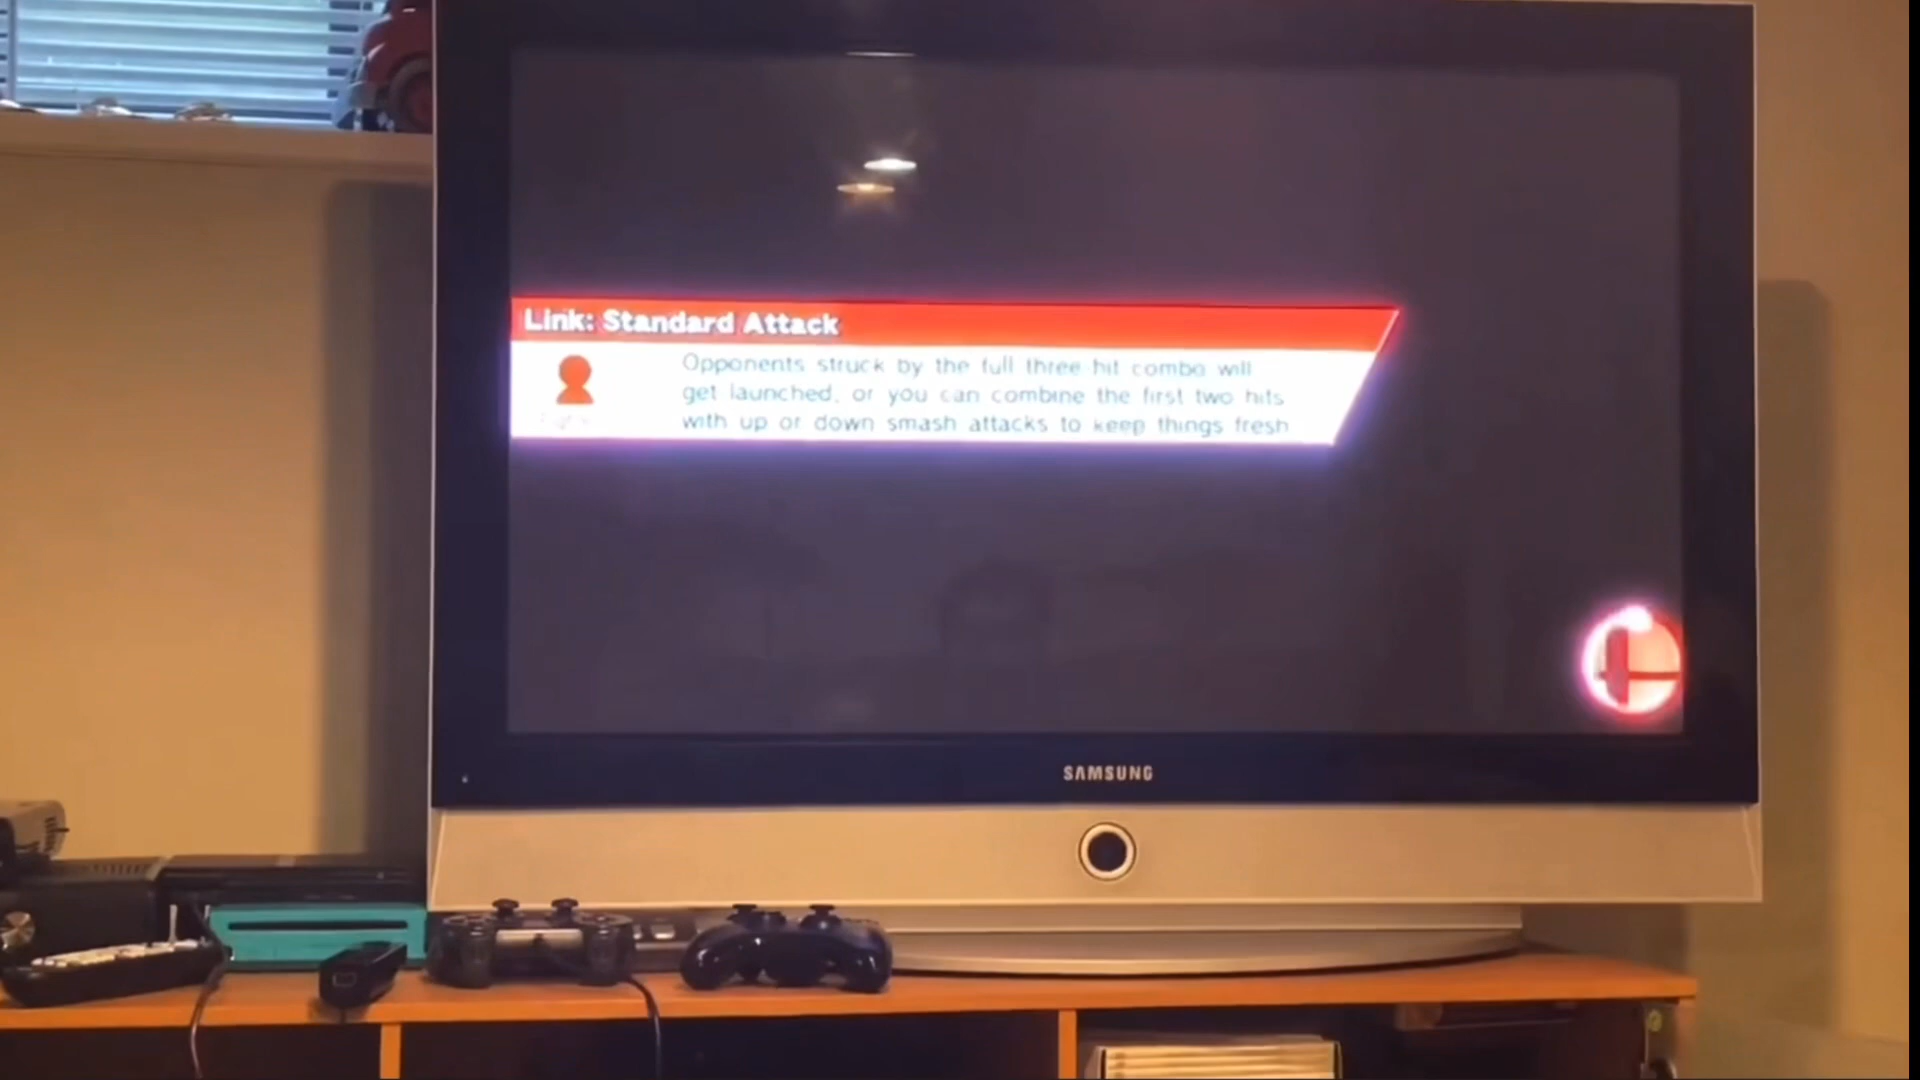 Link: Standard Attack
Opponents struck by the full three hit combo will
get launched, or you can combine the first two hits
with up or down smash attacks to keep things fresh
SAMSUNG